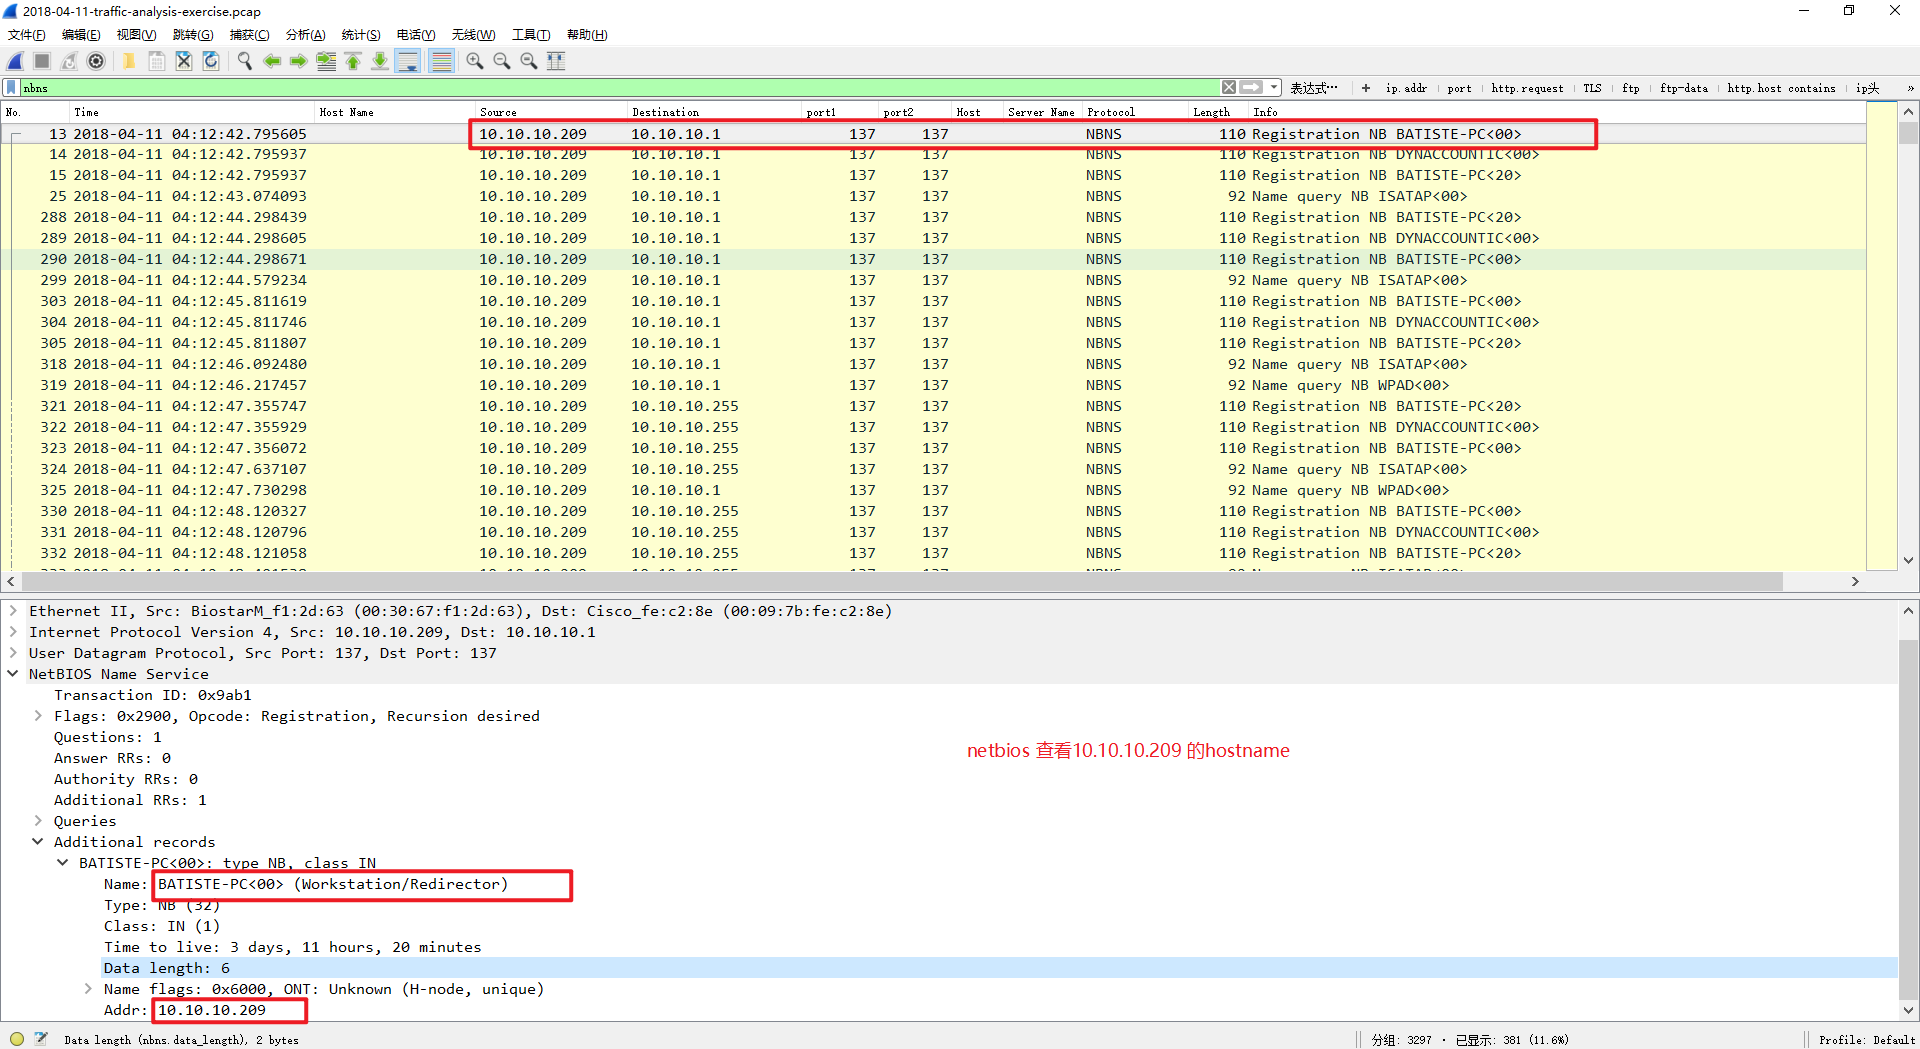 2018-04-11-traffic-analysis-exercise.pcap
文件(F) 编辑(E) 视图(V) 跳转(G) 捕获(C) 分析(A) 统计(S) 电话(Y) 无线(W) 工具(T) 帮助(H)
nbns 表达式… + ip.addr port http.request TLS ftp ftp-data http.host contains ip头 »
No. Time Host Name Source Destination port1 port2 Host Server Name Protocol Length Info
13 2018-04-11 04:12:42.795605 10.10.10.209 10.10.10.1 137 137 NBNS 110 Registration NB BATISTE-PC<00>
14 2018-04-11 04:12:42.795937 10.10.10.209 10.10.10.1 137 137 NBNS 110 Registration NB DYNACCOUNTIC<00>
15 2018-04-11 04:12:42.795937 10.10.10.209 10.10.10.1 137 137 NBNS 110 Registration NB BATISTE-PC<20>
25 2018-04-11 04:12:43.074093 10.10.10.209 10.10.10.1 137 137 NBNS 92 Name query NB ISATAP<00>
288 2018-04-11 04:12:44.298439 10.10.10.209 10.10.10.1 137 137 NBNS 110 Registration NB BATISTE-PC<20>
289 2018-04-11 04:12:44.298605 10.10.10.209 10.10.10.1 137 137 NBNS 110 Registration NB DYNACCOUNTIC<00>
290 2018-04-11 04:12:44.298671 10.10.10.209 10.10.10.1 137 137 NBNS 110 Registration NB BATISTE-PC<00>
299 2018-04-11 04:12:44.579234 10.10.10.209 10.10.10.1 137 137 NBNS 92 Name query NB ISATAP<00>
303 2018-04-11 04:12:45.811619 10.10.10.209 10.10.10.1 137 137 NBNS 110 Registration NB BATISTE-PC<00>
304 2018-04-11 04:12:45.811746 10.10.10.209 10.10.10.1 137 137 NBNS 110 Registration NB DYNACCOUNTIC<00>
305 2018-04-11 04:12:45.811807 10.10.10.209 10.10.10.1 137 137 NBNS 110 Registration NB BATISTE-PC<20>
318 2018-04-11 04:12:46.092480 10.10.10.209 10.10.10.1 137 137 NBNS 92 Name query NB ISATAP<00>
319 2018-04-11 04:12:46.217457 10.10.10.209 10.10.10.1 137 137 NBNS 92 Name query NB WPAD<00>
321 2018-04-11 04:12:47.355747 10.10.10.209 10.10.10.255 137 137 NBNS 110 Registration NB BATISTE-PC<20>
322 2018-04-11 04:12:47.355929 10.10.10.209 10.10.10.255 137 137 NBNS 110 Registration NB DYNACCOUNTIC<00>
323 2018-04-11 04:12:47.356072 10.10.10.209 10.10.10.255 137 137 NBNS 110 Registration NB BATISTE-PC<00>
324 2018-04-11 04:12:47.637107 10.10.10.209 10.10.10.255 137 137 NBNS 92 Name query NB ISATAP<00>
325 2018-04-11 04:12:47.730298 10.10.10.209 10.10.10.1 137 137 NBNS 92 Name query NB WPAD<00>
330 2018-04-11 04:12:48.120327 10.10.10.209 10.10.10.255 137 137 NBNS 110 Registration NB BATISTE-PC<00>
331 2018-04-11 04:12:48.120796 10.10.10.209 10.10.10.255 137 137 NBNS 110 Registration NB DYNACCOUNTIC<00>
332 2018-04-11 04:12:48.121058 10.10.10.209 10.10.10.255 137 137 NBNS 110 Registration NB BATISTE-PC<20>
Ethernet II, Src: BiostarM_f1:2d:63 (00:30:67:f1:2d:63), Dst: Cisco_fe:c2:8e (00:09:7b:fe:c2:8e)
Internet Protocol Version 4, Src: 10.10.10.209, Dst: 10.10.10.1
User Datagram Protocol, Src Port: 137, Dst Port: 137
NetBIOS Name Service
Transaction ID: 0x9ab1
Flags: 0x2900, Opcode: Registration, Recursion desired
Questions: 1
netbios 查看10.10.10.209 的hostname
Answer RRs: 0
Authority RRs: 0
Additional RRs: 1
Queries
Additional records
BATISTE-PC<00>: type NB, class IN
Name: BATISTE-PC<00> (Workstation/Redirector)
Type: NB (32)
Class: IN (1)
Time to live: 3 days, 11 hours, 20 minutes
Data length: 6
Name flags: 0x6000, ONT: Unknown (H-node, unique)
Addr: 10.10.10.209
Data length (nbns.data_length), 2 bytes 分组: 3297 · 已显示: 381 (11.6%) Profile: Default